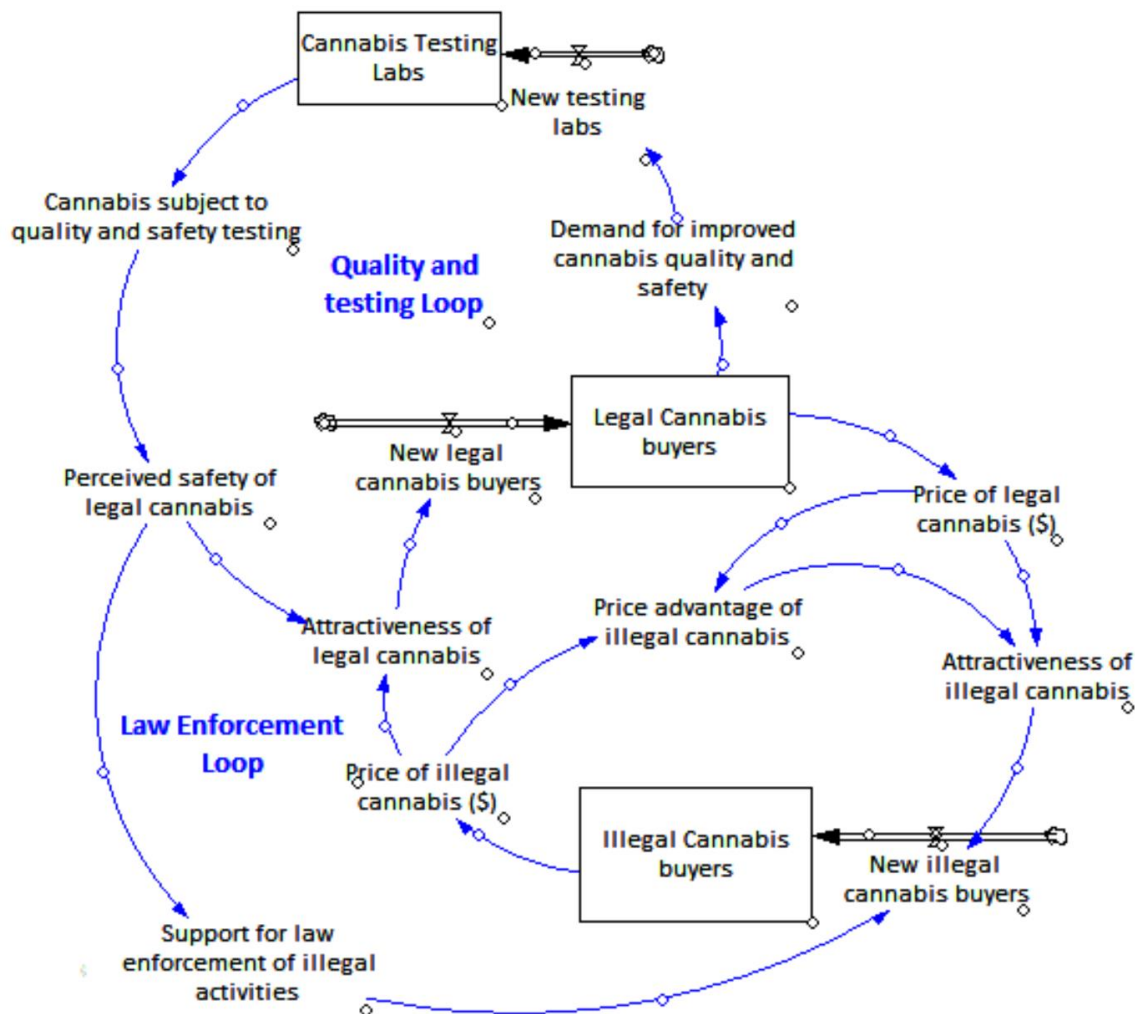 Cannabis Testing
Labs
New testing
labs
Cannabis subject to
quality and safety testing
Quality and
testing Loop
Demand for improved
cannabis quality and
safety
Legal Cannabis
buyers
New legal
cannabis buyers
Perceived safety of
legal cannabis
Price of legal
cannabis ($)
Price advantage of
illegal cannabis
Attractiveness of
legal cannabis
Attractiveness of
illegal cannabis
Law Enforcement
Loop
Price of illegal
cannabis ($)
Illegal Cannabis
buyers
New illegal
cannabis buyers
Support for law
enforcement of illegal
activities